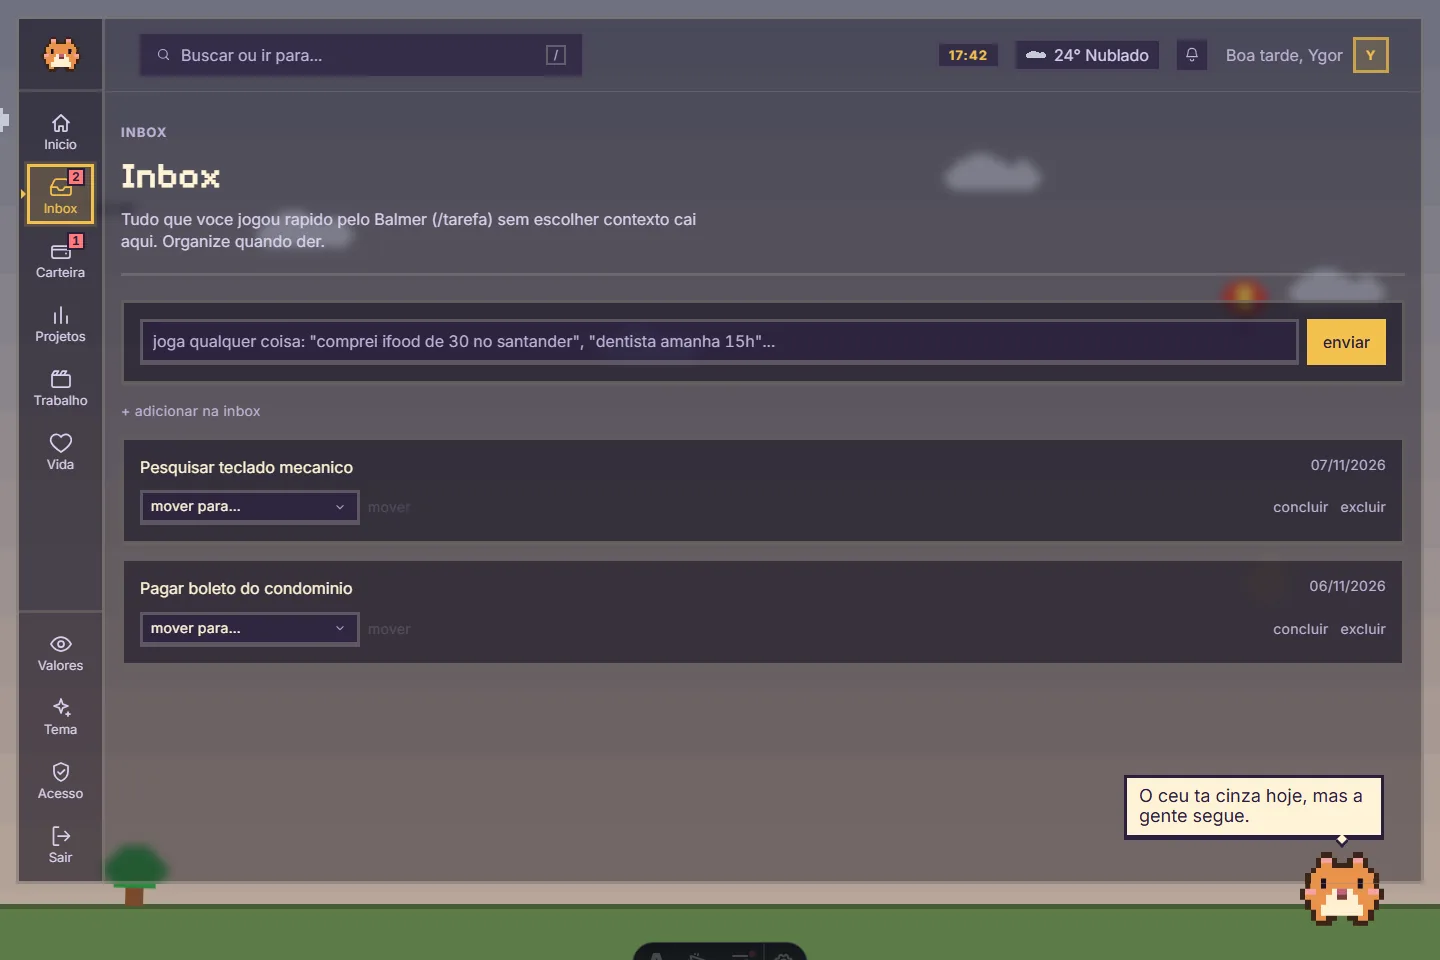 Buscar ou ir para...
/
17:42
24° Nublado
Boa tarde, Ygor
Y
Inicio
2
Inbox
1
Carteira
Projetos
Trabalho
Vida
Valores
Tema
Acesso
Sair
INBOX
Inbox
Tudo que voce jogou rapido pelo Balmer (/tarefa) sem escolher contexto cai
aqui. Organize quando der.
joga qualquer coisa: "comprei ifood de 30 no santander", "dentista amanha 15h"...
enviar
+ adicionar na inbox
Pesquisar teclado mecanico
07/11/2026
mover para...
mover
concluir
excluir
Pagar boleto do condominio
06/11/2026
mover para...
mover
concluir
excluir
O ceu ta cinza hoje, mas a
gente segue.